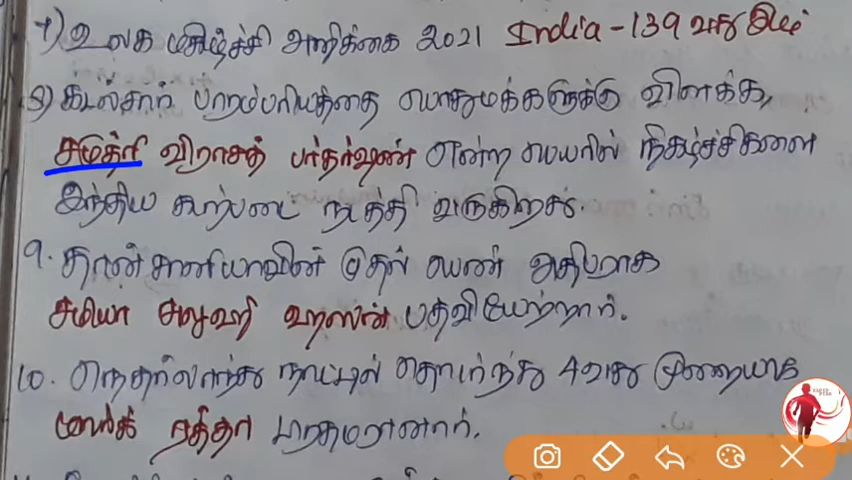 7) உலக மகிழ்ச்சி அறிக்கை 2021 India - 139 வது இடம்
8) கடல்சார் பாரம்பரியத்தை பொதுமக்களுக்கு விளக்க,
சமுத்ரி விராசத் பர்தர்ஷன் என்ற பெயரில் நிகழ்ச்சிகளை
இந்திய கடற்படை நடத்தி வருகிறது.
9. தான்சானியாவின் முதல் பெண் அதிபராக
சமியா சுலுஹி ஹஸன் பதவியேற்றார்.
10. நெதர்லாந்து நாட்டில் தொடர்ந்து 4வது முறையாக
மார்க் ருத்தா பிரதமரானார்.